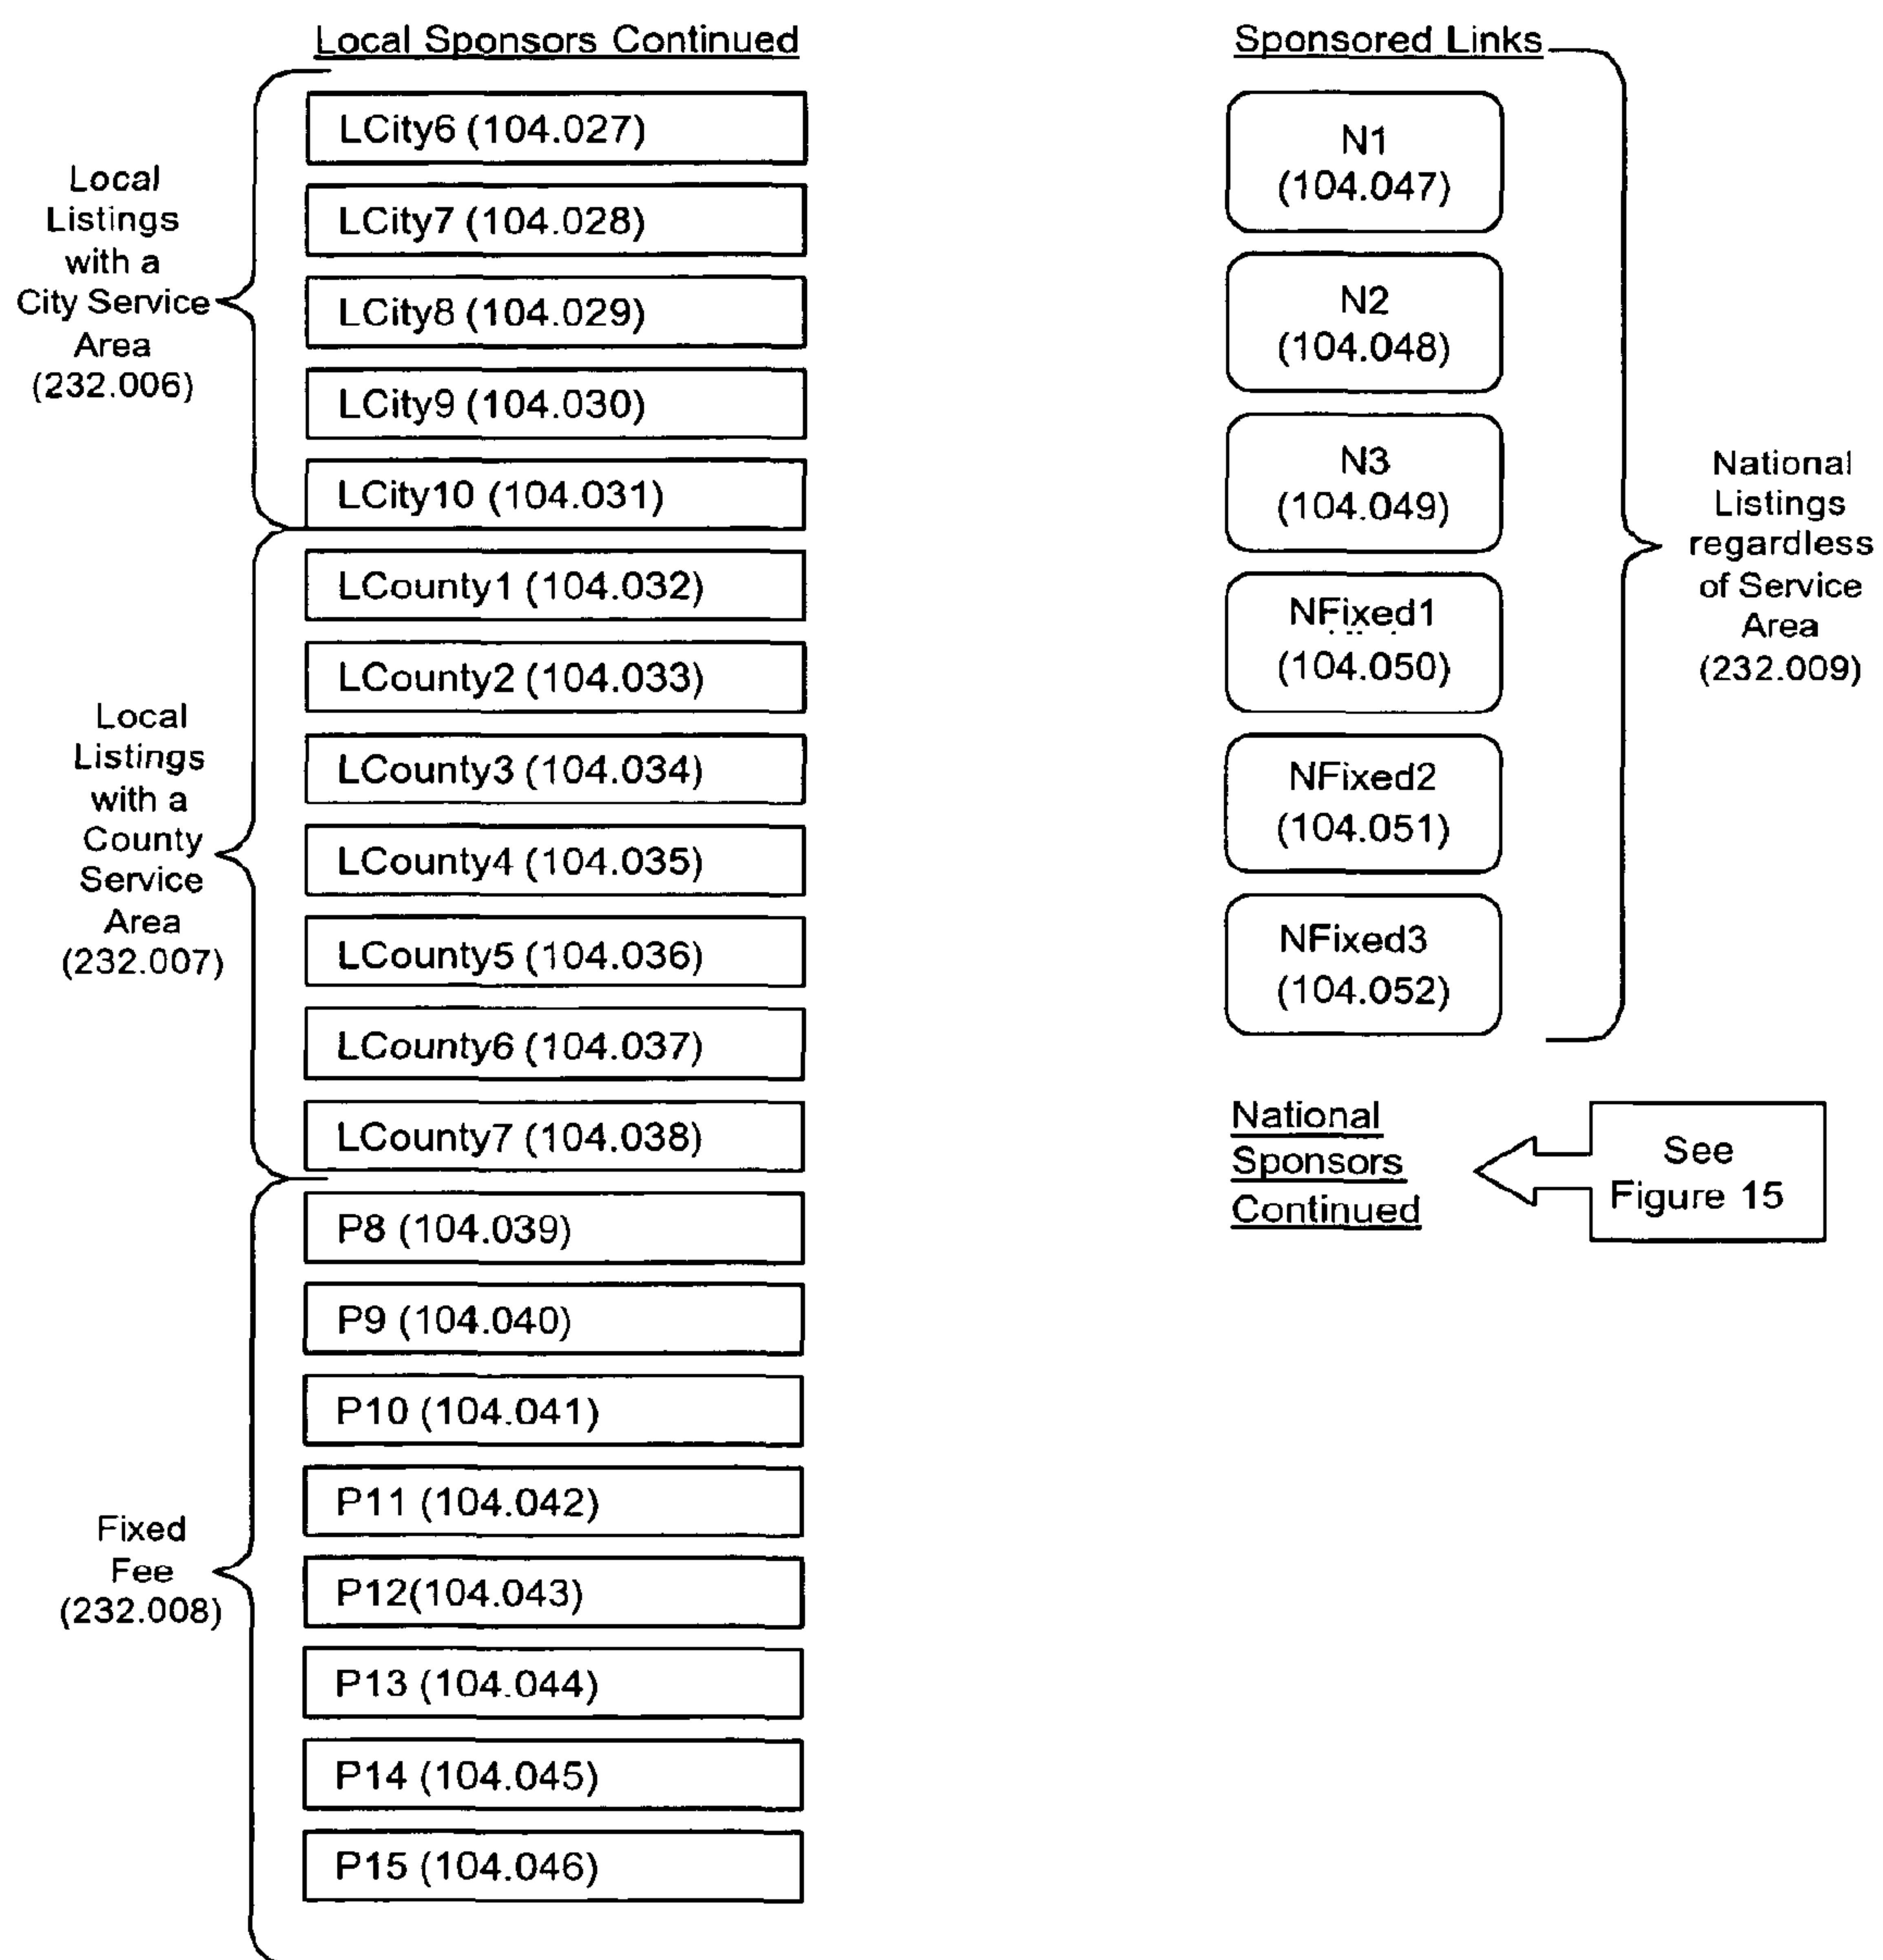 Local Sponsors Continued
Local
Listings
with a
City Service
Area
(232.006)
LCity6 (104.027)
LCity7 (104.028)
LCity8 (104.029)
LCity9 (104.030)
LCity10 (104.031)
Local
Listings
with a
County
Service
Area
(232.007)
LCounty1 (104.032)
LCounty2 (104.033)
LCounty3 (104.034)
LCounty4 (104.035)
LCounty5 (104.036)
LCounty6 (104.037)
LCounty7 (104.038)
Fixed
Fee
(232.008)
P8 (104.039)
P9 (104.040)
P10 (104.041)
P11 (104.042)
P12(104.043)
P13 (104.044)
P14 (104.045)
P15 (104.046)
Sponsored Links
N1
(104.047)
N2
(104.048)
N3
(104.049)
NFixed1
(104.050)
NFixed2
(104.051)
NFixed3
(104.052)
National
Listings
regardless
of Service
Area
(232.009)
National
Sponsors
Continued
See
Figure 15